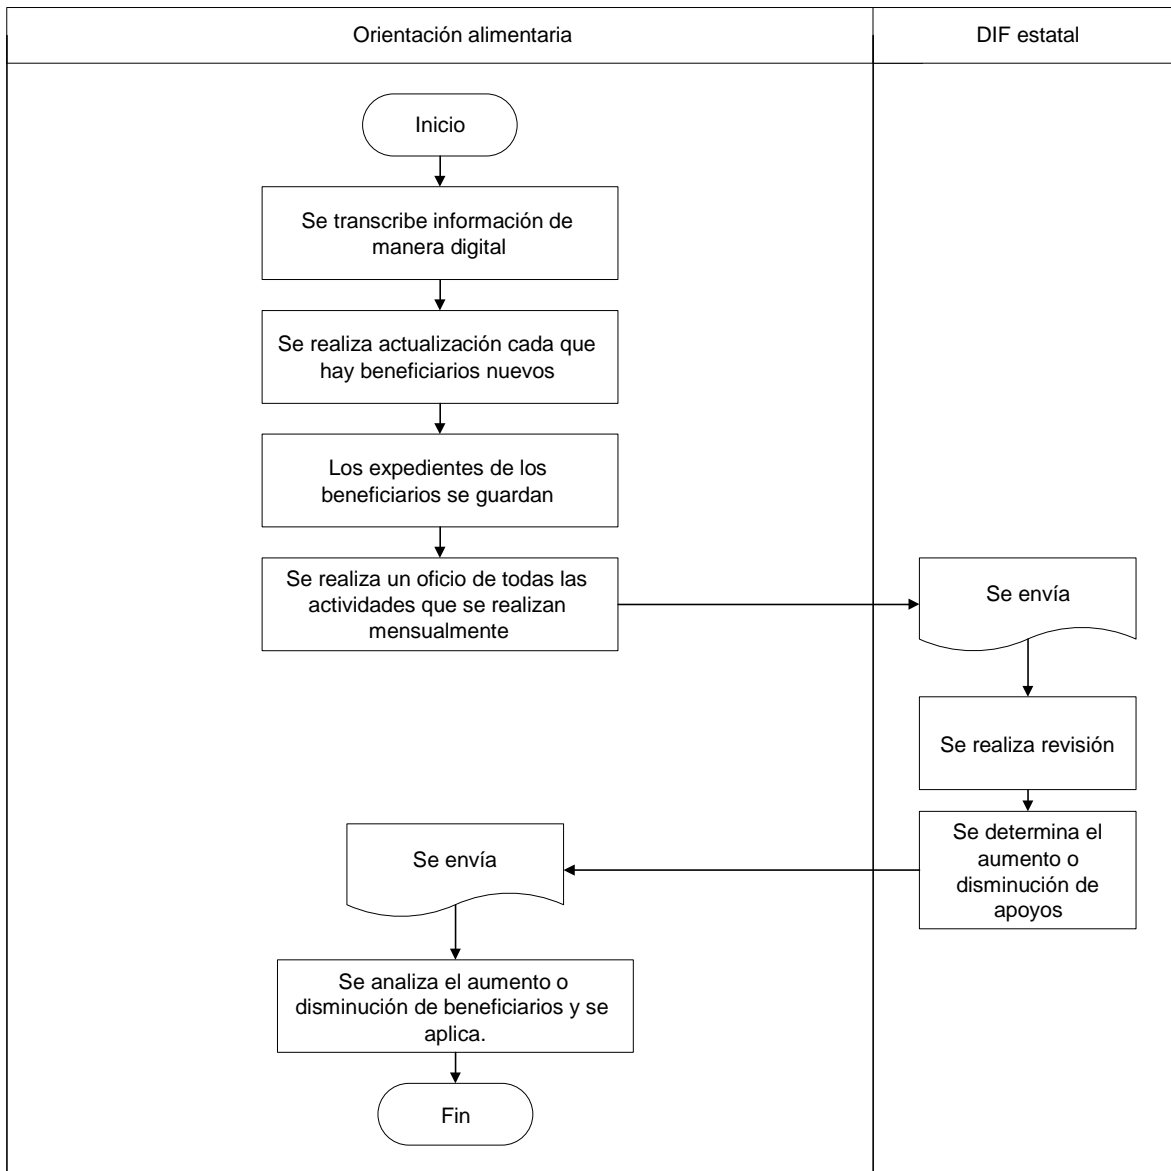 Orientación alimentaria
DIF estatal
Inicio
Se transcribe información de
manera digital
Se realiza actualización cada que
hay beneficiarios nuevos
Los expedientes de los
beneficiarios se guardan
Se realiza un oficio de todas las
actividades que se realizan
mensualmente
Se envía
Se realiza revisión
Se determina el
aumento o
disminución de
apoyos
Se envía
Se analiza el aumento o
disminución de beneficiarios y se
aplica.
Fin